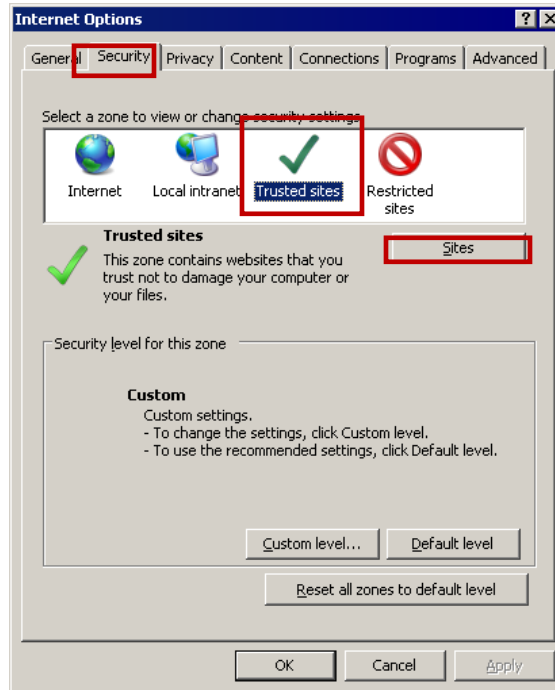 Internet Options
General Security Privacy Content Connections Programs Advanced
Select a zone to view or change security settings.
Internet Local intranet Trusted sites Restricted sites
Trusted sites
Sites
This zone contains websites that you
trust not to damage your computer or
your files.
Security level for this zone
Custom
Custom settings.
- To change the settings, click Custom level.
- To use the recommended settings, click Default level.
Custom level... Default level
Reset all zones to default level
OK Cancel Apply